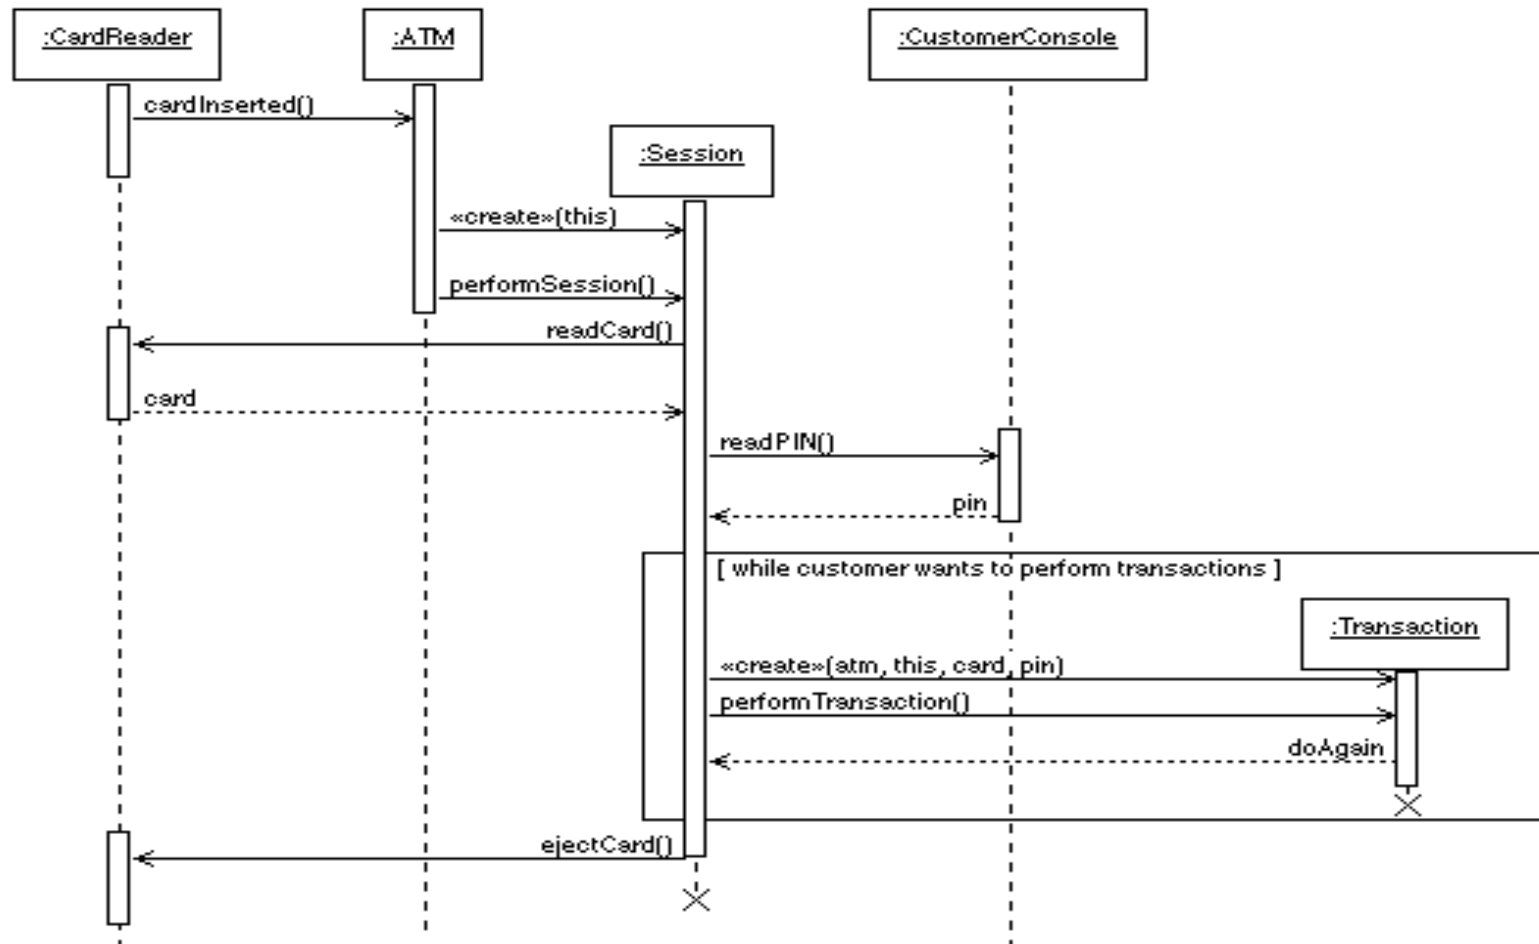 :CardReader
:ATM
:CustomerConsole
cardInserted()
:Session
«create»(this)
performSession()
readCard()
card
readPIN()
pin
[ while customer wants to perform transactions ]
:Transaction
«create»(atm, this, card, pin)
performTransaction()
doAgain
ejectCard()